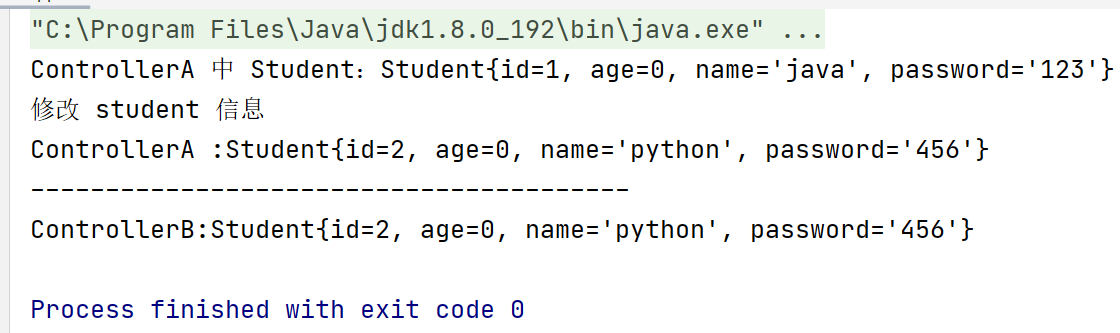 "C:\Program Files\Java\jdk1.8.0_192\bin\java.exe" ...
ControllerA 中 Student：Student{id=1, age=0, name='java', password='123'}
修改 student 信息
ControllerA :Student{id=2, age=0, name='python', password='456'}
----------------------------------------
ControllerB:Student{id=2, age=0, name='python', password='456'}
Process finished with exit code 0